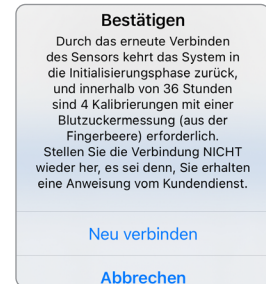 Bestätigen
Durch das erneute Verbinden
des Sensors kehrt das System in
die Initialisierungsphase zurück,
und innerhalb von 36 Stunden
sind 4 Kalibrierungen mit einer
Blutzuckermessung (aus der
Fingerbeere) erforderlich.
Stellen Sie die Verbindung NICHT
wieder her, es sei denn, Sie erhalten
eine Anweisung vom Kundendienst.
Neu verbinden
Abbrechen